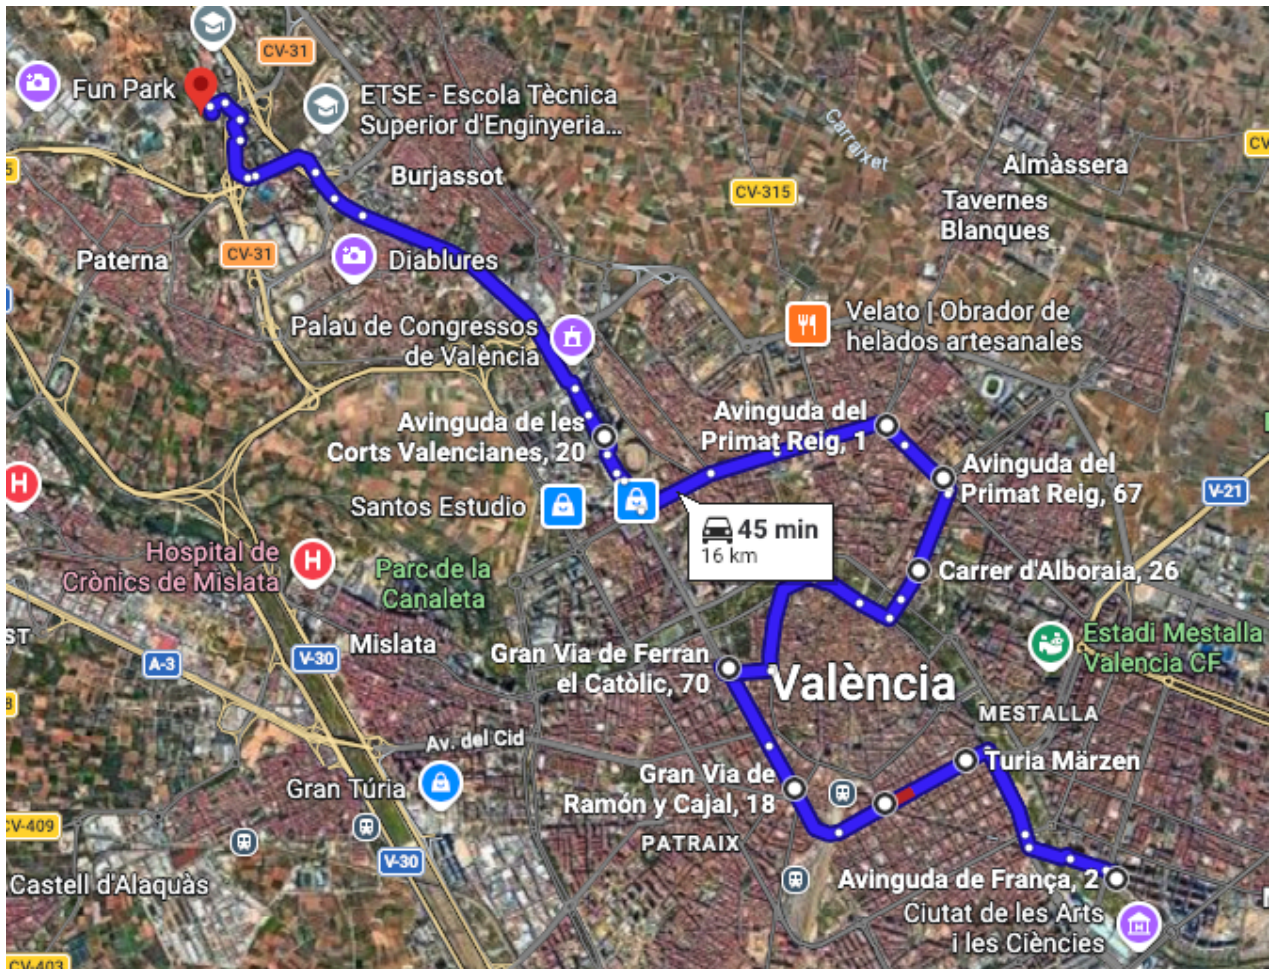 CV-31
Fun Park
ETSE - Escola Tècnica
Superior d'Enginyeria...
Carraixet
Almàssera
Burjassot
CV-315
Tavernes
Blanques
CV-31
Paterna
Diablures
Palau de Congressos
de València
Velato | Obrador de
helados artesanales
Avinguda de les
Corts Valencianes, 20
Avinguda del
Primat Reig, 1
Avinguda del
Primat Reig, 67
H
Santos Estudio
V-21
45 min
16 km
Hospital de
Crònics de Mislata
H
Parc de la
Canaleta
Carrer d'Alboraia, 26
Mislata
A-3
V-30
Estadi Mestalla
Valencia CF
Gran Via de Ferran
el Catòlic, 70
València
MESTALLA
Av. del Cid
Turia Märzen
Gran Túria
Gran Via de
Ramón y Cajal, 18
CV-409
PATRAIX
V-30
Castell d'Alaquàs
Avinguda de França, 2
Ciutat de les Arts
i les Ciències
CV-403